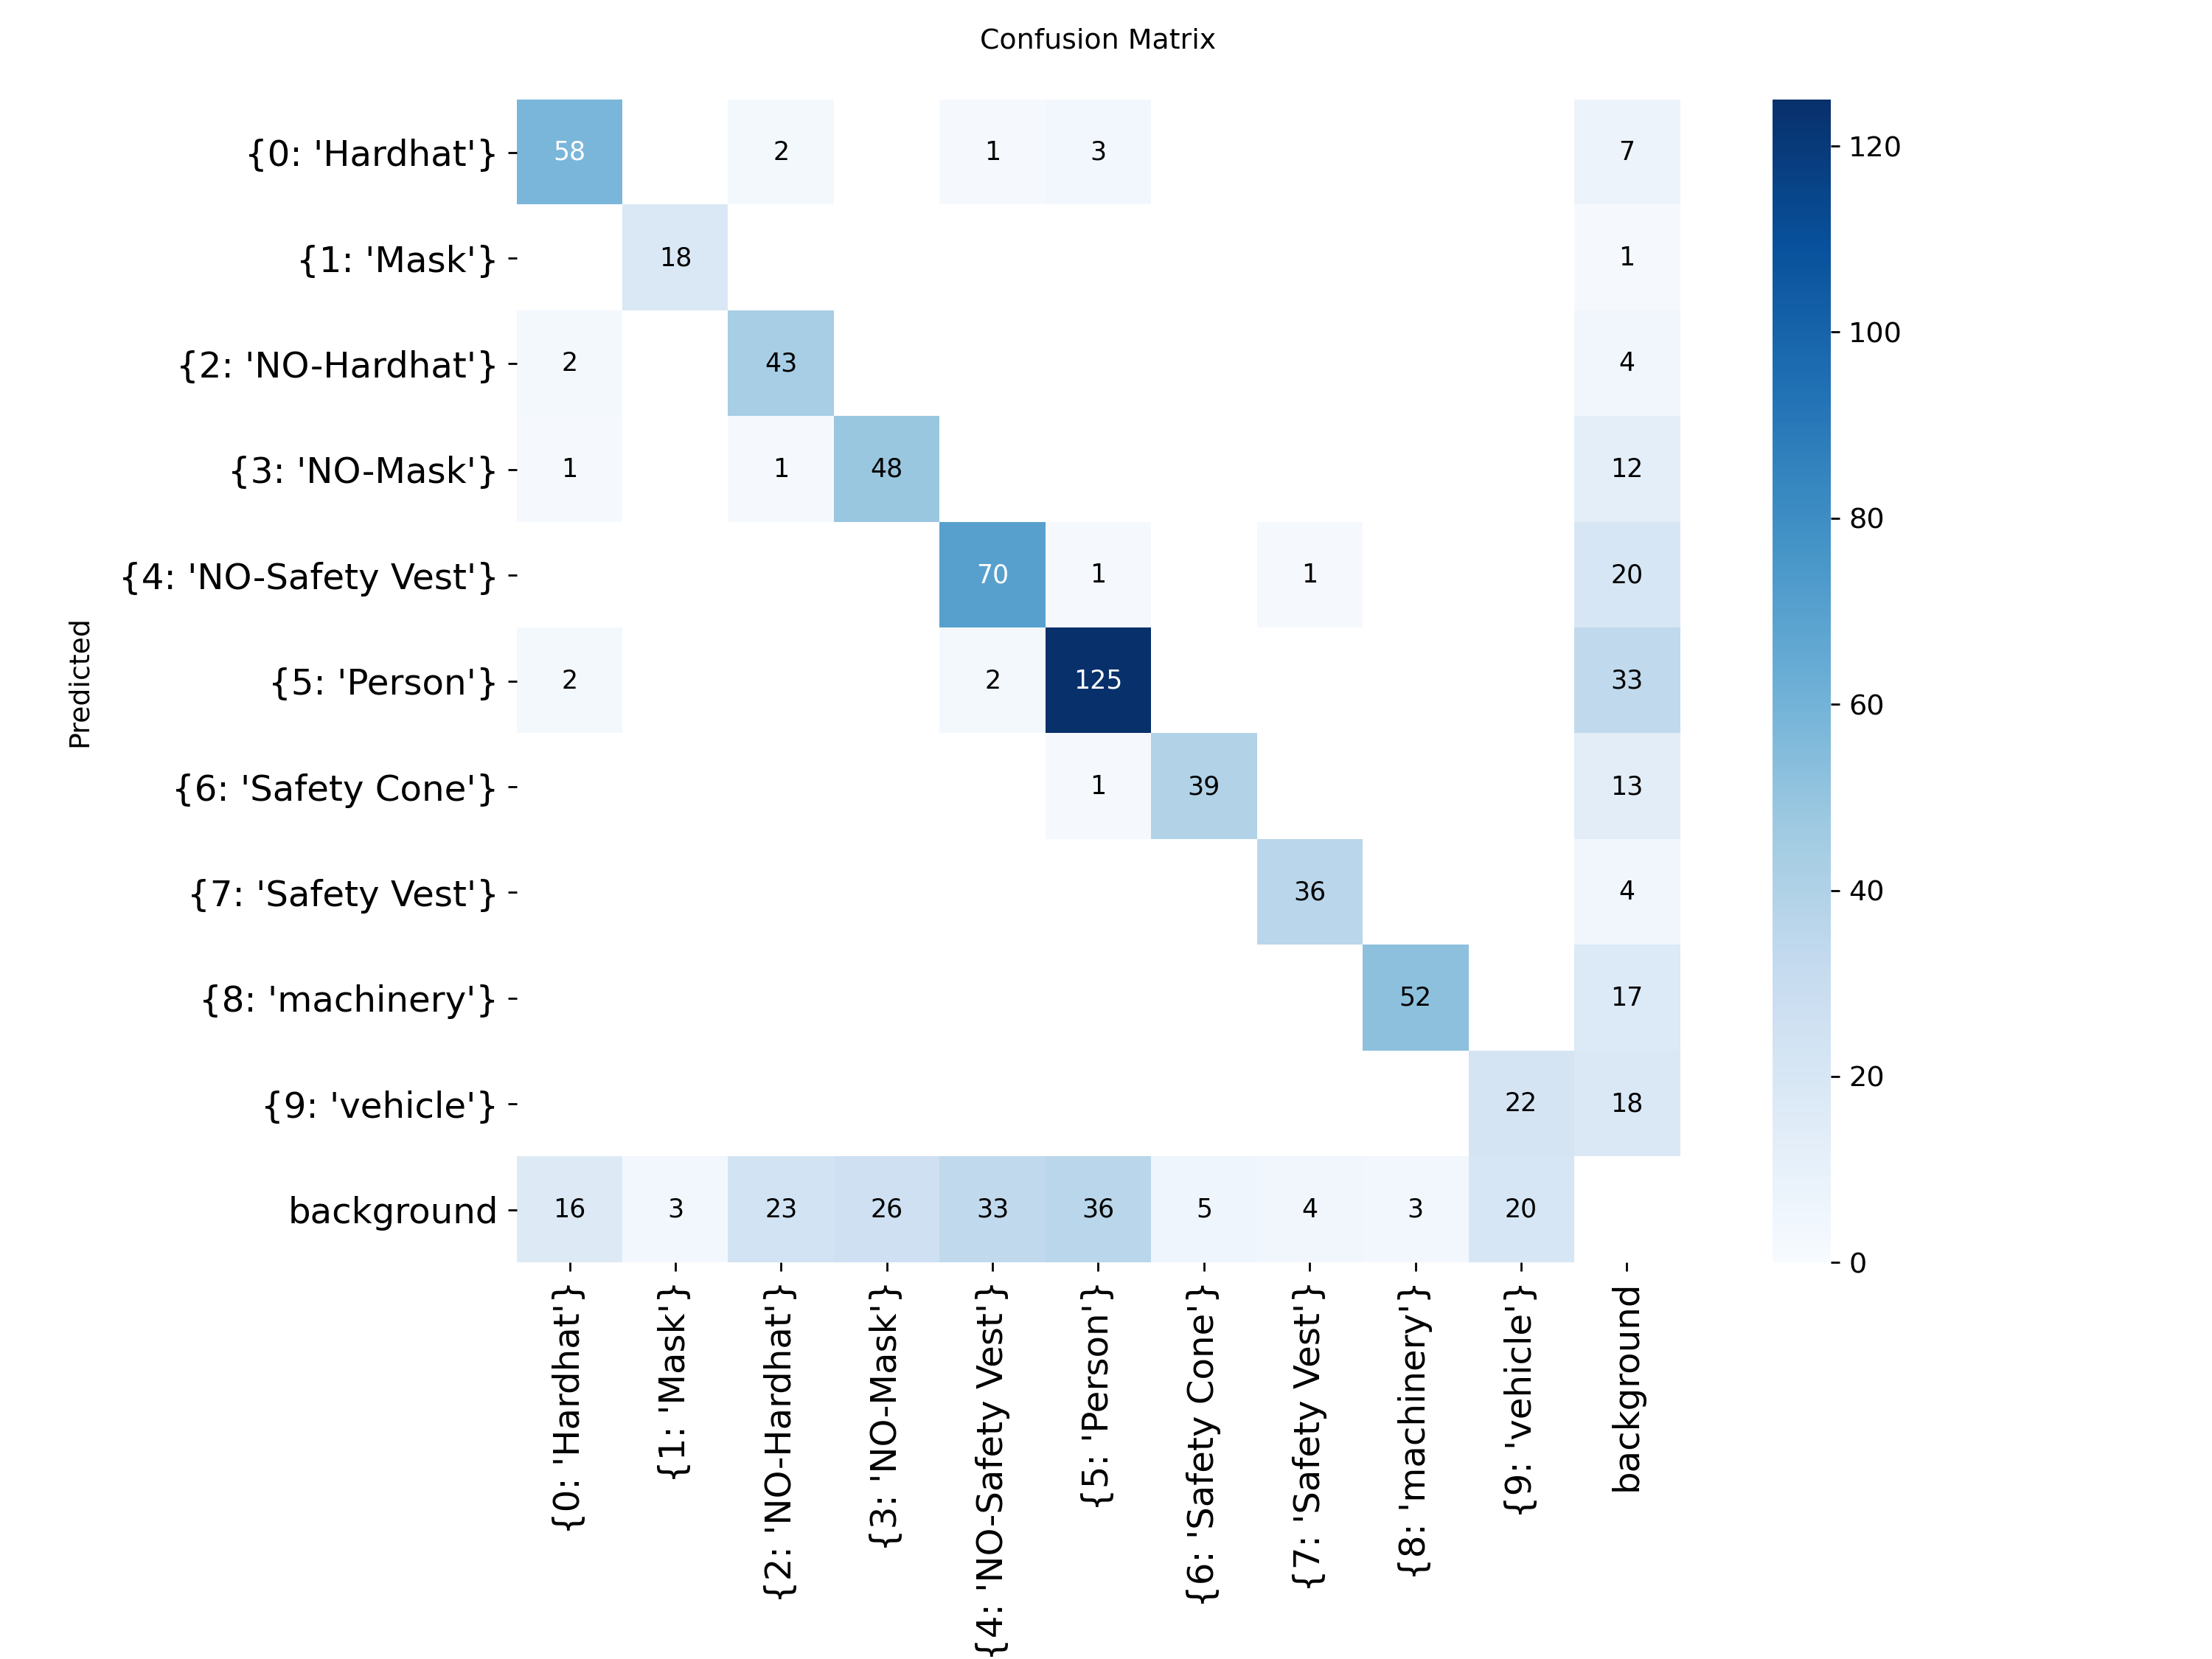 Confusion Matrix
{0: 'Hardhat'} 58 2 1 3 7
{1: 'Mask'} 18 1
{2: 'NO-Hardhat'} 2 43 4
{3: 'NO-Mask'} 1 1 48 12
{4: 'NO-Safety Vest'} 70 1 1 20
{5: 'Person'} 2 2 125 33
{6: 'Safety Cone'} 1 39 13
{7: 'Safety Vest'} 36 4
{8: 'machinery'} 52 17
{9: 'vehicle'} 22 18
background 16 3 23 26 33 36 5 4 3 20
Predicted
{0: 'Hardhat'}
{1: 'Mask'}
{2: 'NO-Hardhat'}
{3: 'NO-Mask'}
{4: 'NO-Safety Vest'}
{5: 'Person'}
{6: 'Safety Cone'}
{7: 'Safety Vest'}
{8: 'machinery'}
{9: 'vehicle'}
background
120
100
80
60
40
20
0